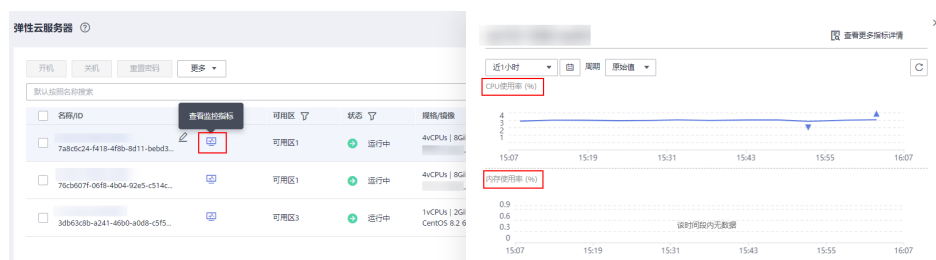 弹性云服务器
开机 关机 重置密码 更多
默认按照名称搜索
名称/ID 查看监控指标 可用区 状态 规格/镜像
7a8c6c24-f418-4f8b-8d11-bebd3... 可用区1 运行中 4vCPUs | 8Gi
76cb607f-06f8-4b04-92e5-c514c... 可用区1 运行中 4vCPUs | 8Gi
3db63c8b-a241-46b0-a0d8-c5f5... 可用区3 运行中 1vCPUs | 2Gi
CentOS 8.2 6
查看更多指标详情
近1小时 周期 原始值
CPU使用率 (%)
4
3
2
1
15:07 15:19 15:31 15:43 15:55 16:07
内存使用率 (%)
0.9
0.6
0.3
0
该时间段内无数据
15:07 15:19 15:31 15:43 15:55 16:07